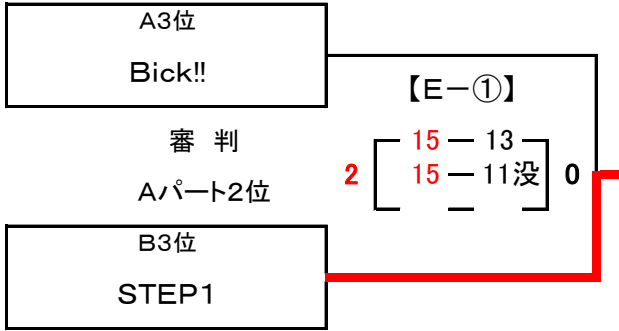 A3位
Bick!!
【E－①】
審 判
Aパート2位
15 － 13
2 15 － 11没 0
－
B3位
STEP1